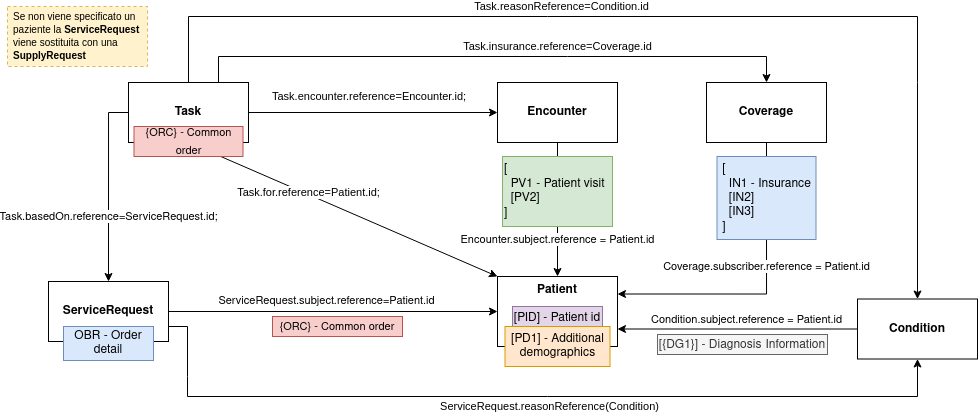 Task.reasonReference=Condition.id
Se non viene specificato un
paziente la ServiceRequest
viene sostituita con una
SupplyRequest
Task.insurance.reference=Coverage.id
Task
{ORC} - Common
order
Task.encounter.reference=Encounter.id;
Encounter
Coverage
[
PV1 - Patient visit
[PV2]
]
[
IN1 - Insurance
[IN2]
[IN3]
]
Task.for.reference=Patient.id;
Task.basedOn.reference=ServiceRequest.id;
Encounter.subject.reference = Patient.id
Coverage.subscriber.reference = Patient.id
ServiceRequest
OBR - Order
detail
ServiceRequest.subject.reference=Patient.id
{ORC} - Common order
Patient
[PID] - Patient id
[PD1] - Additional
demographics
Condition.subject.reference = Patient.id
[{DG1}] - Diagnosis Information
Condition
ServiceRequest.reasonReference(Condition)